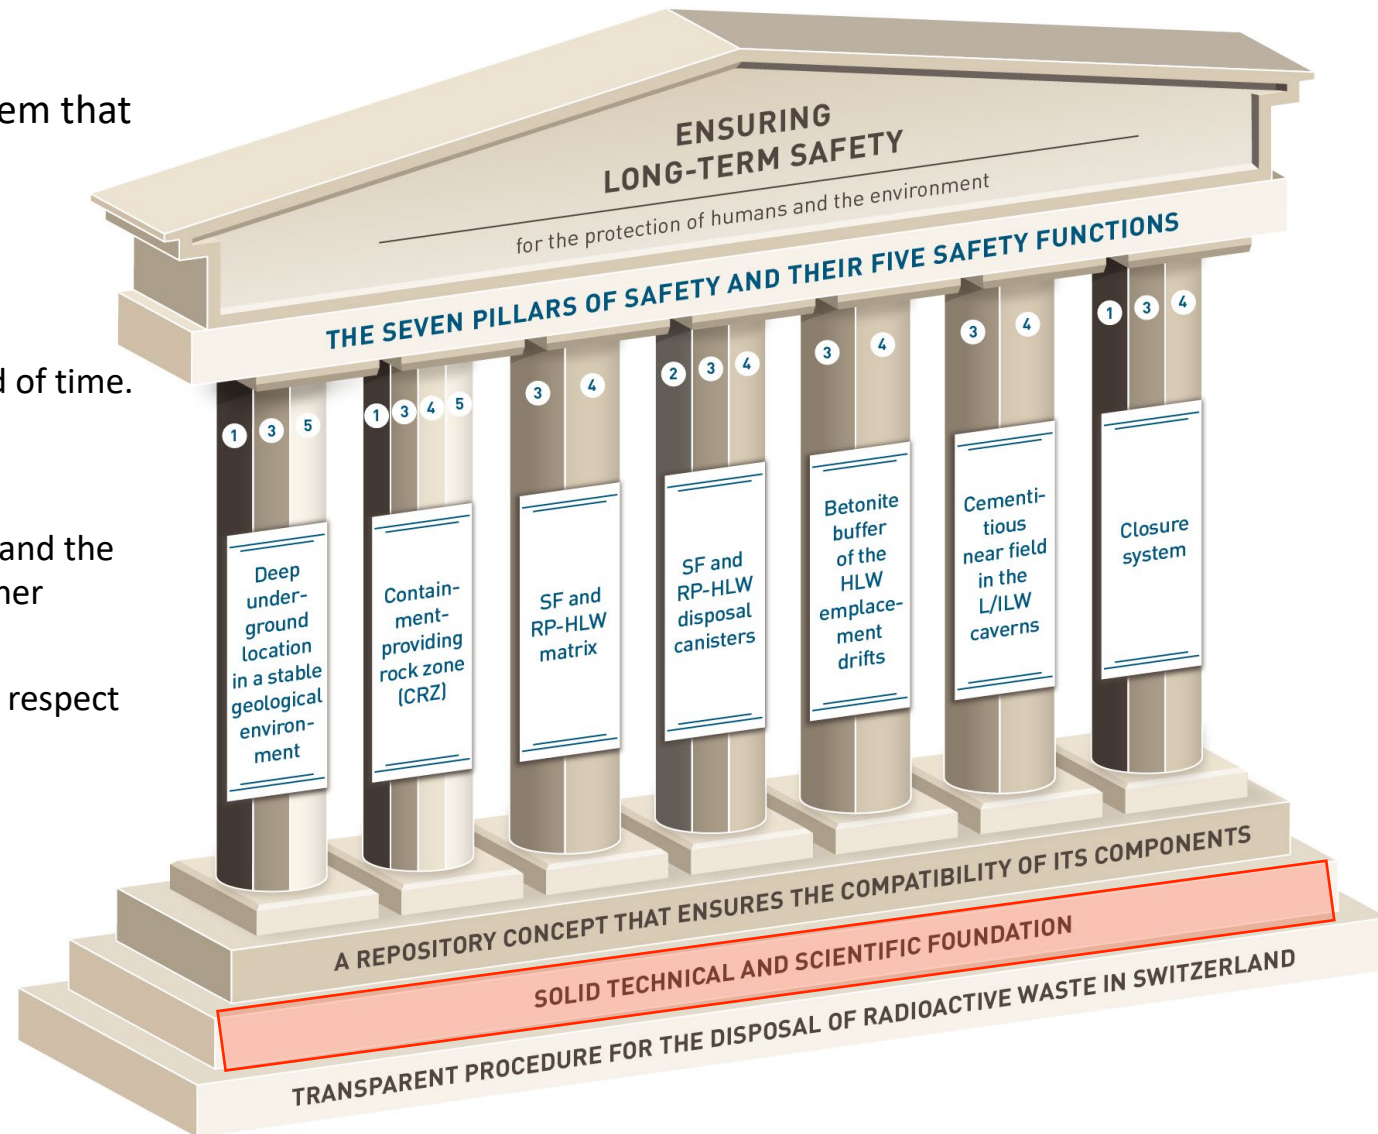 em that
d of time.
and the
ner
respect
ENSURING
LONG-TERM SAFETY
for the protection of humans and the environment
THE SEVEN PILLARS OF SAFETY AND THEIR FIVE SAFETY FUNCTIONS
1 3 5
1 3 4 5
3 4
2 3 4
3 4
3 4
1 3 4
Deep
under-
ground
location
in a stable
geological
environ-
ment
Contain-
ment-
providing
rock zone
(CRZ)
SF and
RP-HLW
matrix
SF and
RP-HLW
disposal
canisters
Betonite
buffer
of the
HLW
emplace-
ment
drifts
Cementi-
tious
near field
in the
L/ILW
caverns
Closure
system
A REPOSITORY CONCEPT THAT ENSURES THE COMPATIBILITY OF ITS COMPONENTS
SOLID TECHNICAL AND SCIENTIFIC FOUNDATION
TRANSPARENT PROCEDURE FOR THE DISPOSAL OF RADIOACTIVE WASTE IN SWITZERLAND